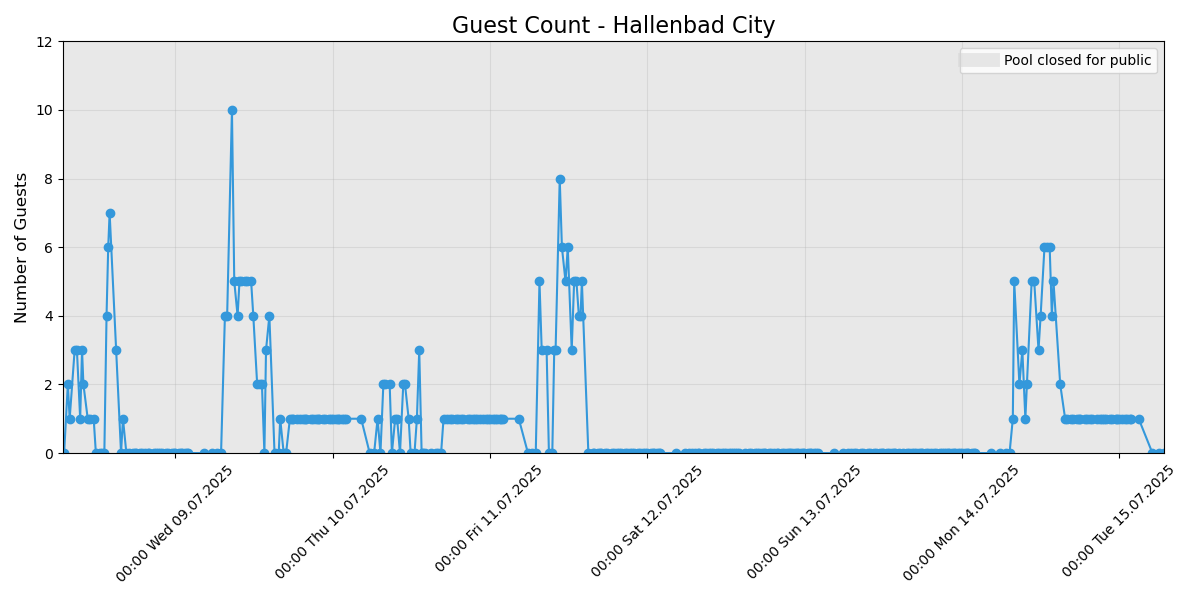 Guest Count - Hallenbad City
Pool closed for public
Number of Guests
12
10
8
6
4
2
0
00:00 Wed 09.07.2025
00:00 Thu 10.07.2025
00:00 Fri 11.07.2025
00:00 Sat 12.07.2025
00:00 Sun 13.07.2025
00:00 Mon 14.07.2025
00:00 Tue 15.07.2025